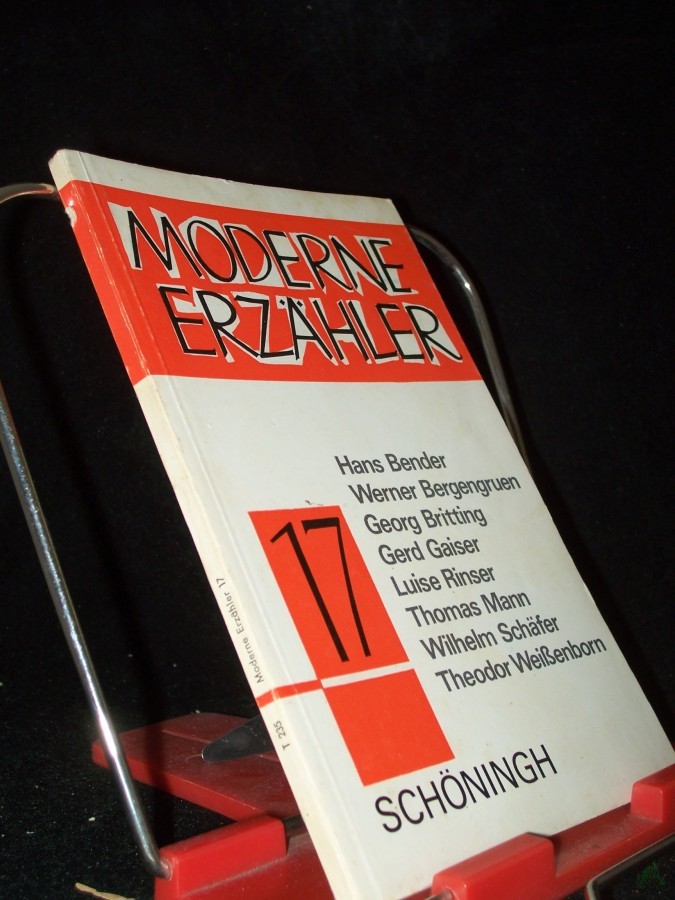 MODERNE
ERZÄHLER
Hans Bender
Werner Bergengruen
Georg Britting
Gerd Gaiser
Luise Rinser
Thomas Mann
Wilhelm Schäfer
Theodor Weißenborn
17
SCHÖNINGH
T 235
Moderne Erzähler 17